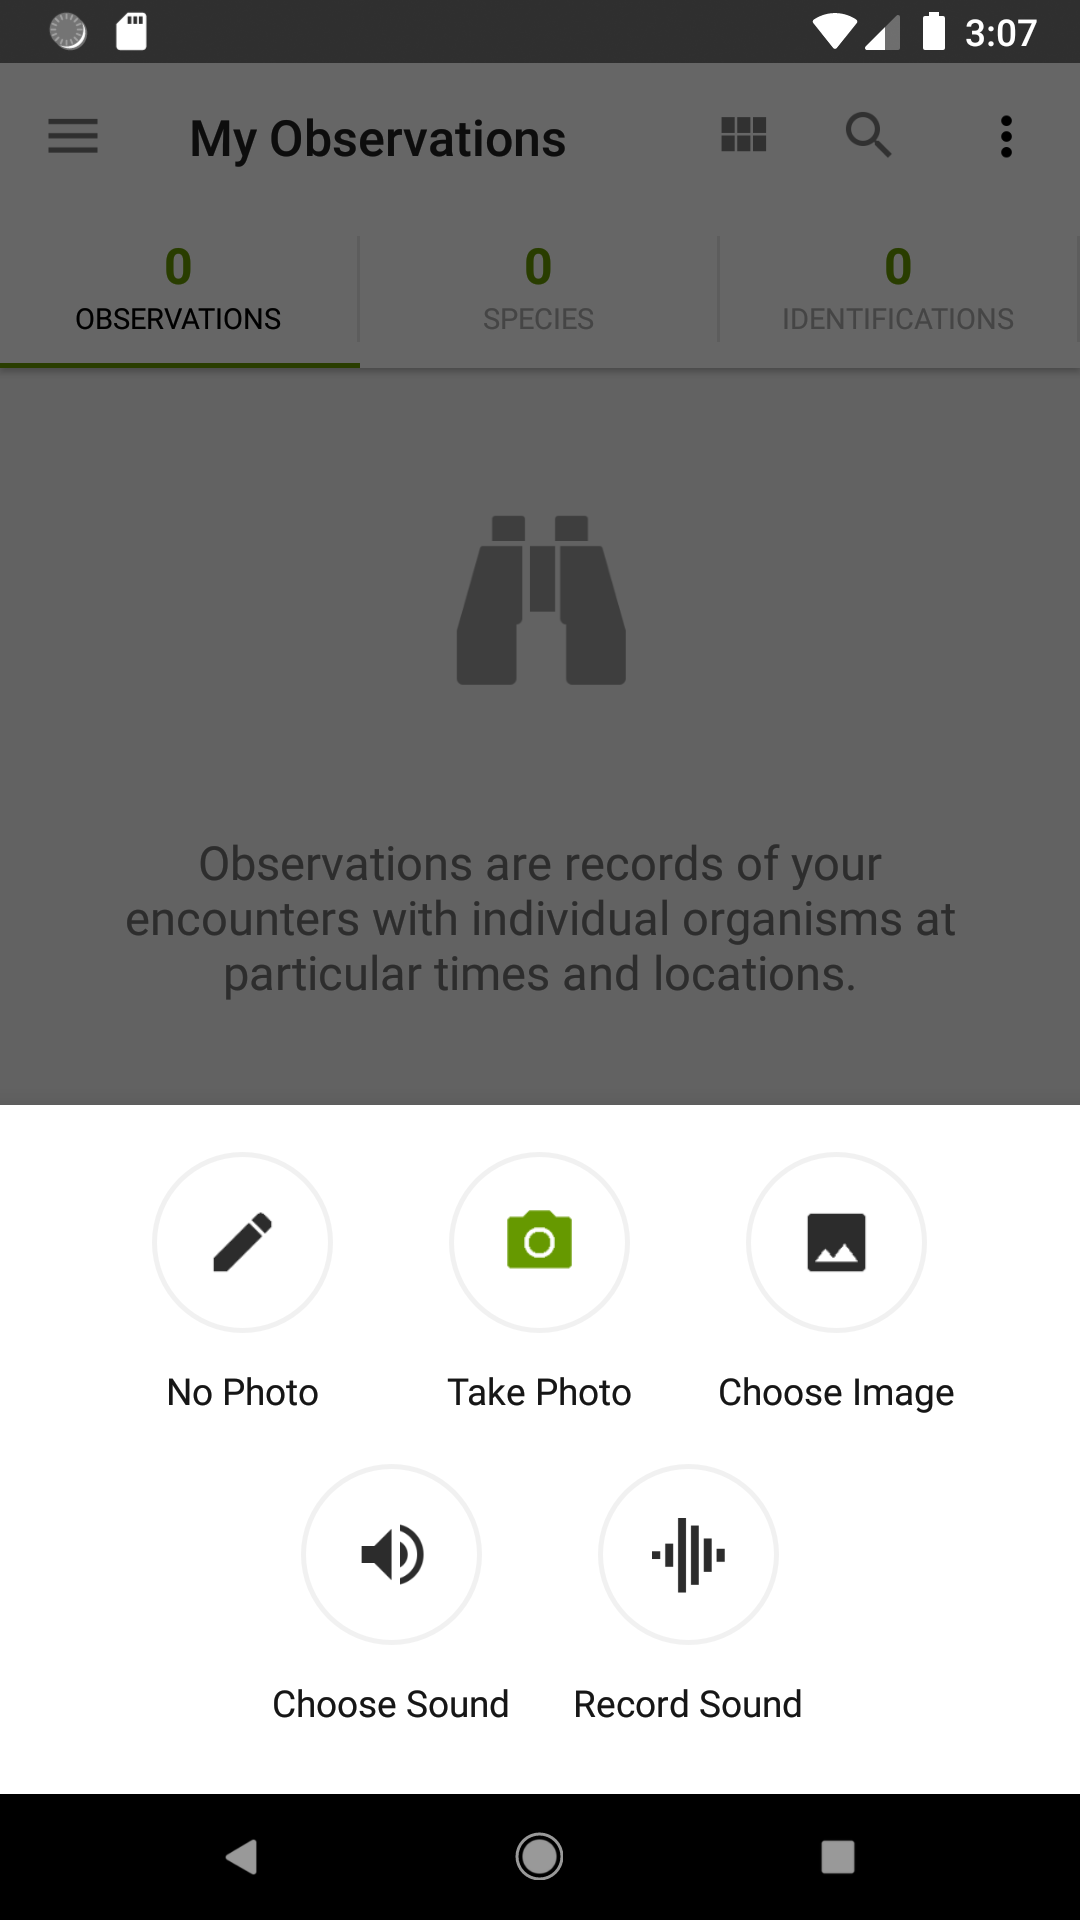 3:07
My Observations
0
OBSERVATIONS
0
SPECIES
0
IDENTIFICATIONS
Observations are records of your
encounters with individual organisms at
particular times and locations.
No Photo
Take Photo
Choose Image
Choose Sound
Record Sound